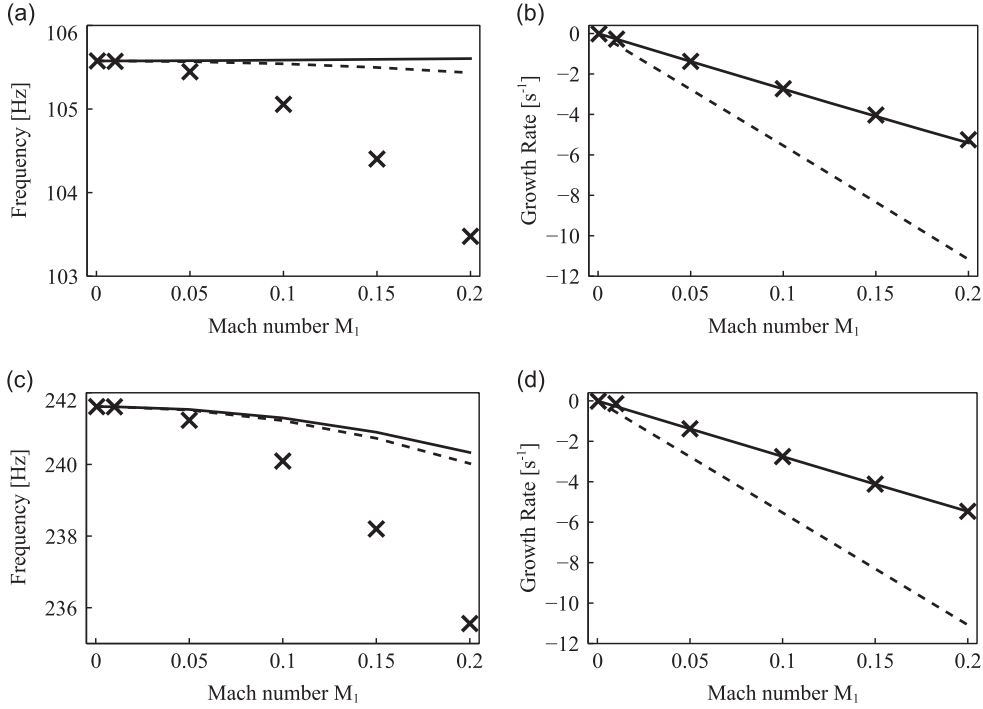 (a)
106
105
104
103
Frequency [Hz]
0 0.05 0.1 0.15 0.2
Mach number M₁
(b)
0
−2
−4
−6
−8
−10
−12
Growth Rate [s⁻¹]
0 0.05 0.1 0.15 0.2
Mach number M₁
(c)
242
240
238
236
Frequency [Hz]
0 0.05 0.1 0.15 0.2
Mach number M₁
(d)
0
−2
−4
−6
−8
−10
−12
Growth Rate [s⁻¹]
0 0.05 0.1 0.15 0.2
Mach number M₁